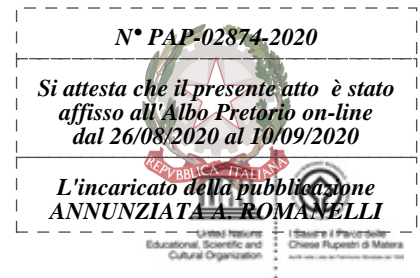 N° PAP-02874-2020
Si attesta che il presente atto è stato
affisso all'Albo Pretorio on-line
dal 26/08/2020 al 10/09/2020
REPVBBLICA ITALIANA
L'incaricato della pubblicazione
ANNUNZIATA A. ROMANELLI
United Nations
Educational, Scientific and
Cultural Organization
I Sassi e il Parco delle
Chiese Rupestri di Matera